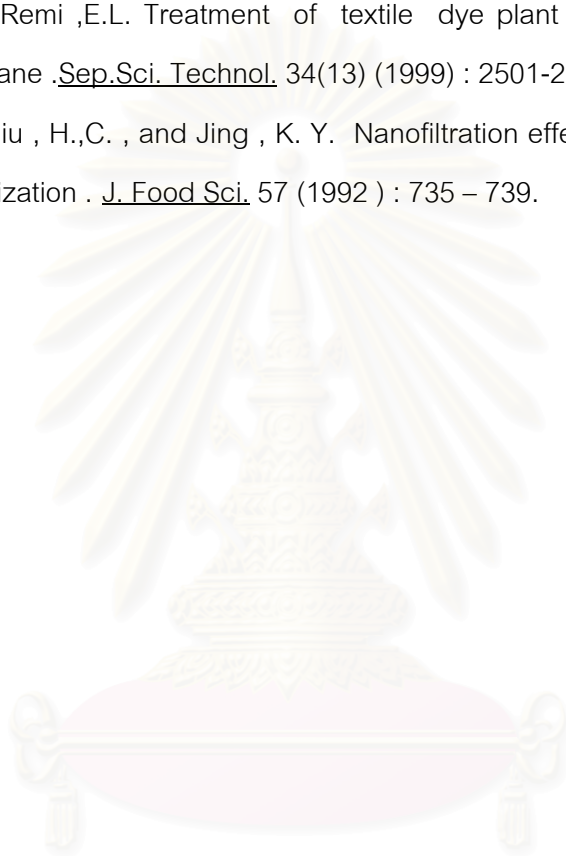 Remi ,E.L. Treatment of textile dye plant
ane .Sep.Sci. Technol. 34(13) (1999) : 2501-2
iu , H.,C. , and Jing , K. Y. Nanofiltration effe
ization . J. Food Sci. 57 (1992 ) : 735 – 739.